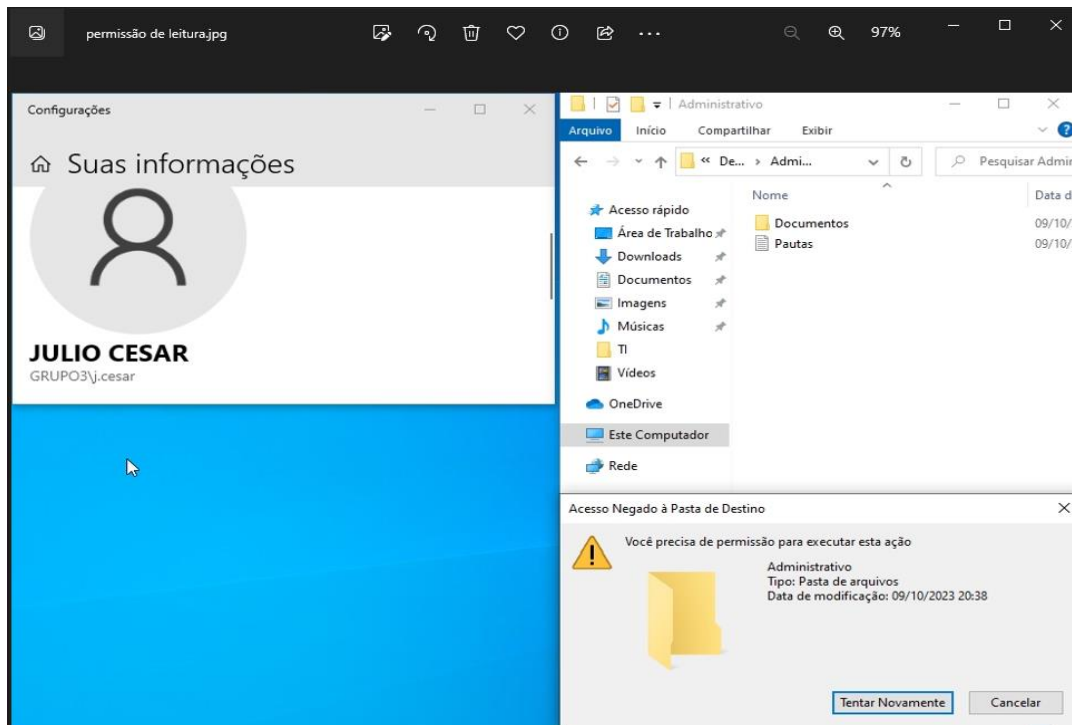 permissão de leitura.jpg
97%
Configurações
Suas informações
JULIO CESAR
GRUPO3\j.cesar
Administrativo
Arquivo Início Compartilhar Exibir
« De... › Admi...
Pesquisar Admir
Acesso rápido
Área de Trabalho
Downloads
Documentos
Imagens
Músicas
TI
Vídeos
OneDrive
Este Computador
Rede
Nome Data d
Documentos 09/10/
Pautas 09/10/
Acesso Negado à Pasta de Destino
Você precisa de permissão para executar esta ação
Administrativo
Tipo: Pasta de arquivos
Data de modificação: 09/10/2023 20:38
Tentar Novamente Cancelar